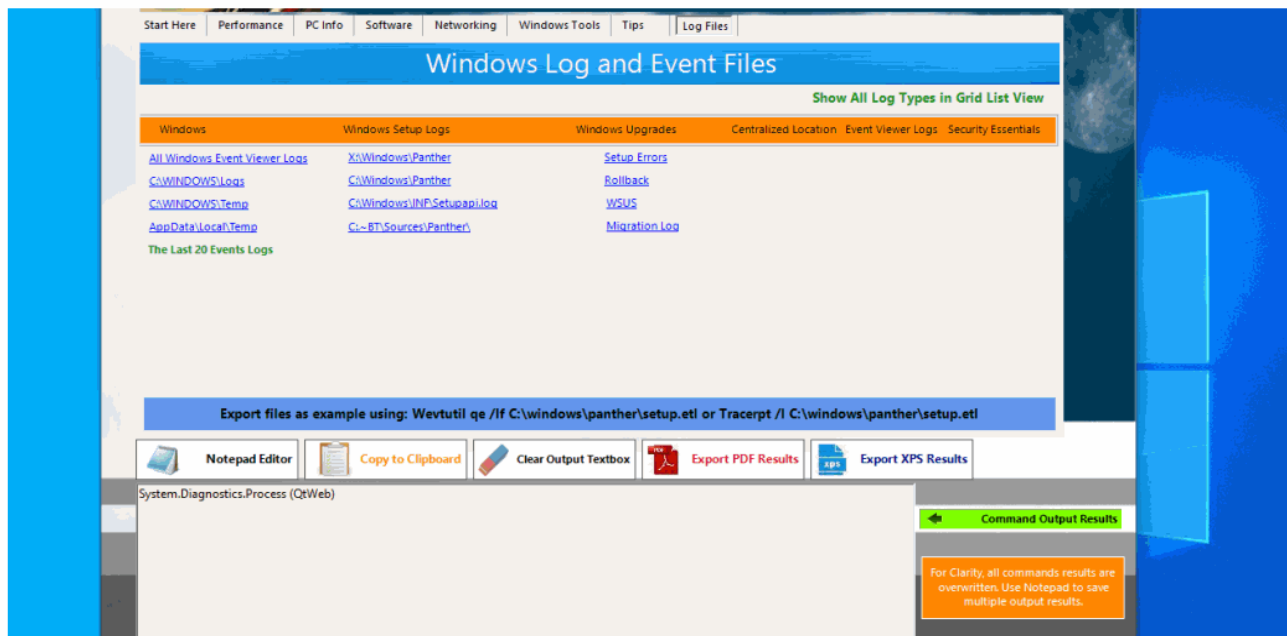 Start Here Performance PC Info Software Networking Windows Tools Tips Log Files
Windows Log and Event Files
Show All Log Types in Grid List View
Windows Windows Setup Logs Windows Upgrades Centralized Location Event Viewer Logs Security Essentials
All Windows Event Viewer Logs X:\Windows\Panther Setup Errors
C:\WINDOWS\Logs C:\Windows\Panther Rollback
C:\WINDOWS\Temp C:\Windows\INF\Setupapi.log WSUS
AppData\Local\Temp C:~BT\Sources\Panther\ Migration Log
The Last 20 Events Logs
Export files as example using: Wevtutil qe /lf C:\windows\panther\setup.etl or Tracerpt /l C:\windows\panther\setup.etl
Notepad Editor Copy to Clipboard Clear Output Textbox PDF Export PDF Results xps Export XPS Results
System.Diagnostics.Process (QtWeb)
Command Output Results
For Clarity, all commands results are
overwritten. Use Notepad to save
multiple output results.